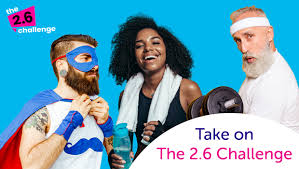 the
2.6
challenge
Take on
The 2.6 Challenge